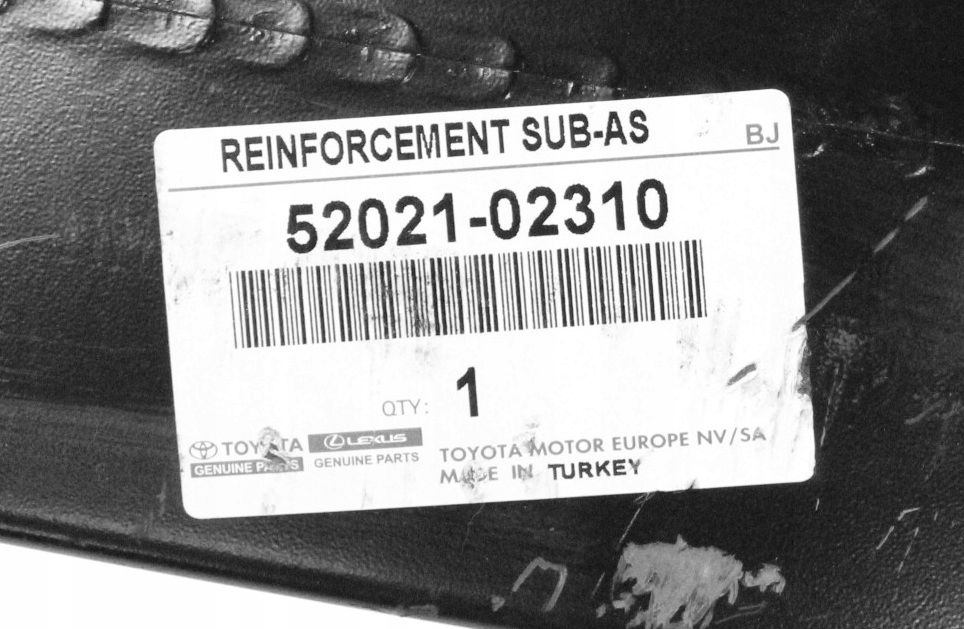 REINFORCEMENT SUB-AS BJ
52021-02310
QTY: 1
TOYOTA LEXUS
GENUINE PARTS GENUINE PARTS
TOYOTA MOTOR EUROPE NV/SA
MADE IN TURKEY